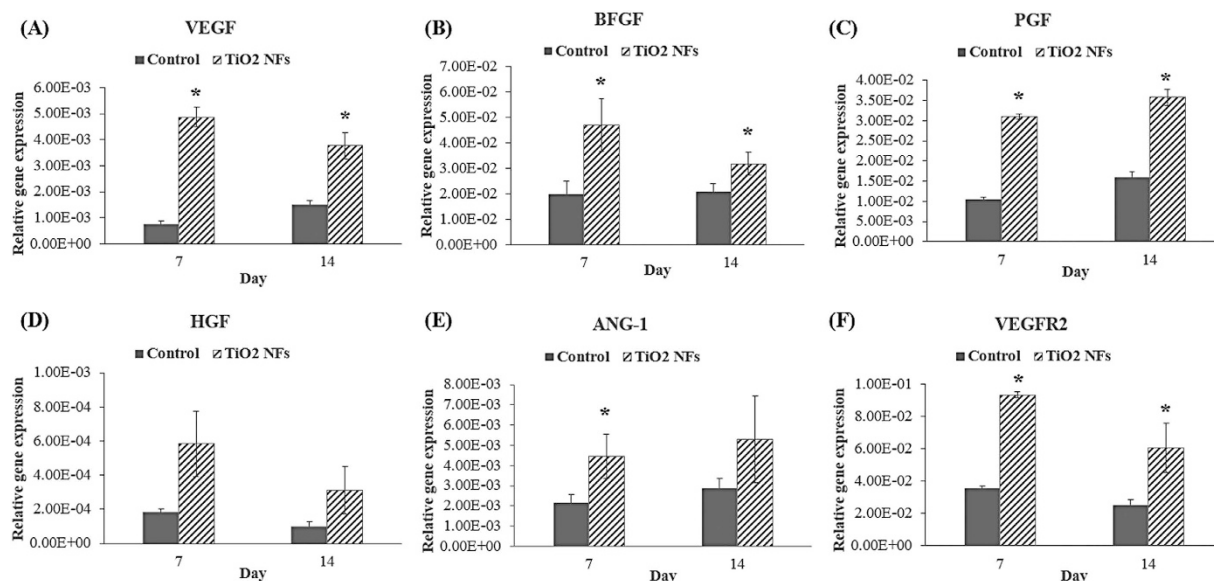 (A)
VEGF
Control TiO2 NFs
Relative gene expression
6.00E-03
5.00E-03
*
*
4.00E-03
3.00E-03
2.00E-03
1.00E-03
0.00E+00
7 14
Day
(B)
BFGF
Control TiO2 NFs
Relative gene expression
7.00E-02
6.00E-02
*
5.00E-02
4.00E-02
*
3.00E-02
2.00E-02
1.00E-02
0.00E+00
7 14
Day
(C)
PGF
Control TiO2 NFs
Relative gene expression
4.00E-02
*
3.50E-02
*
3.00E-02
2.50E-02
2.00E-02
1.50E-02
1.00E-02
5.00E-03
0.00E+00
7 14
Day
(D)
HGF
Control TiO2 NFs
Relative gene expression
1.00E-03
8.00E-04
6.00E-04
4.00E-04
2.00E-04
0.00E+00
7 14
Day
(E)
ANG-1
Control TiO2 NFs
Relative gene expression
8.00E-03
7.00E-03
6.00E-03
*
5.00E-03
4.00E-03
3.00E-03
2.00E-03
1.00E-03
0.00E+00
7 14
Day
(F)
VEGFR2
Control TiO2 NFs
Relative gene expression
*
1.00E-01
8.00E-02
*
6.00E-02
4.00E-02
2.00E-02
0.00E+00
7 14
Day